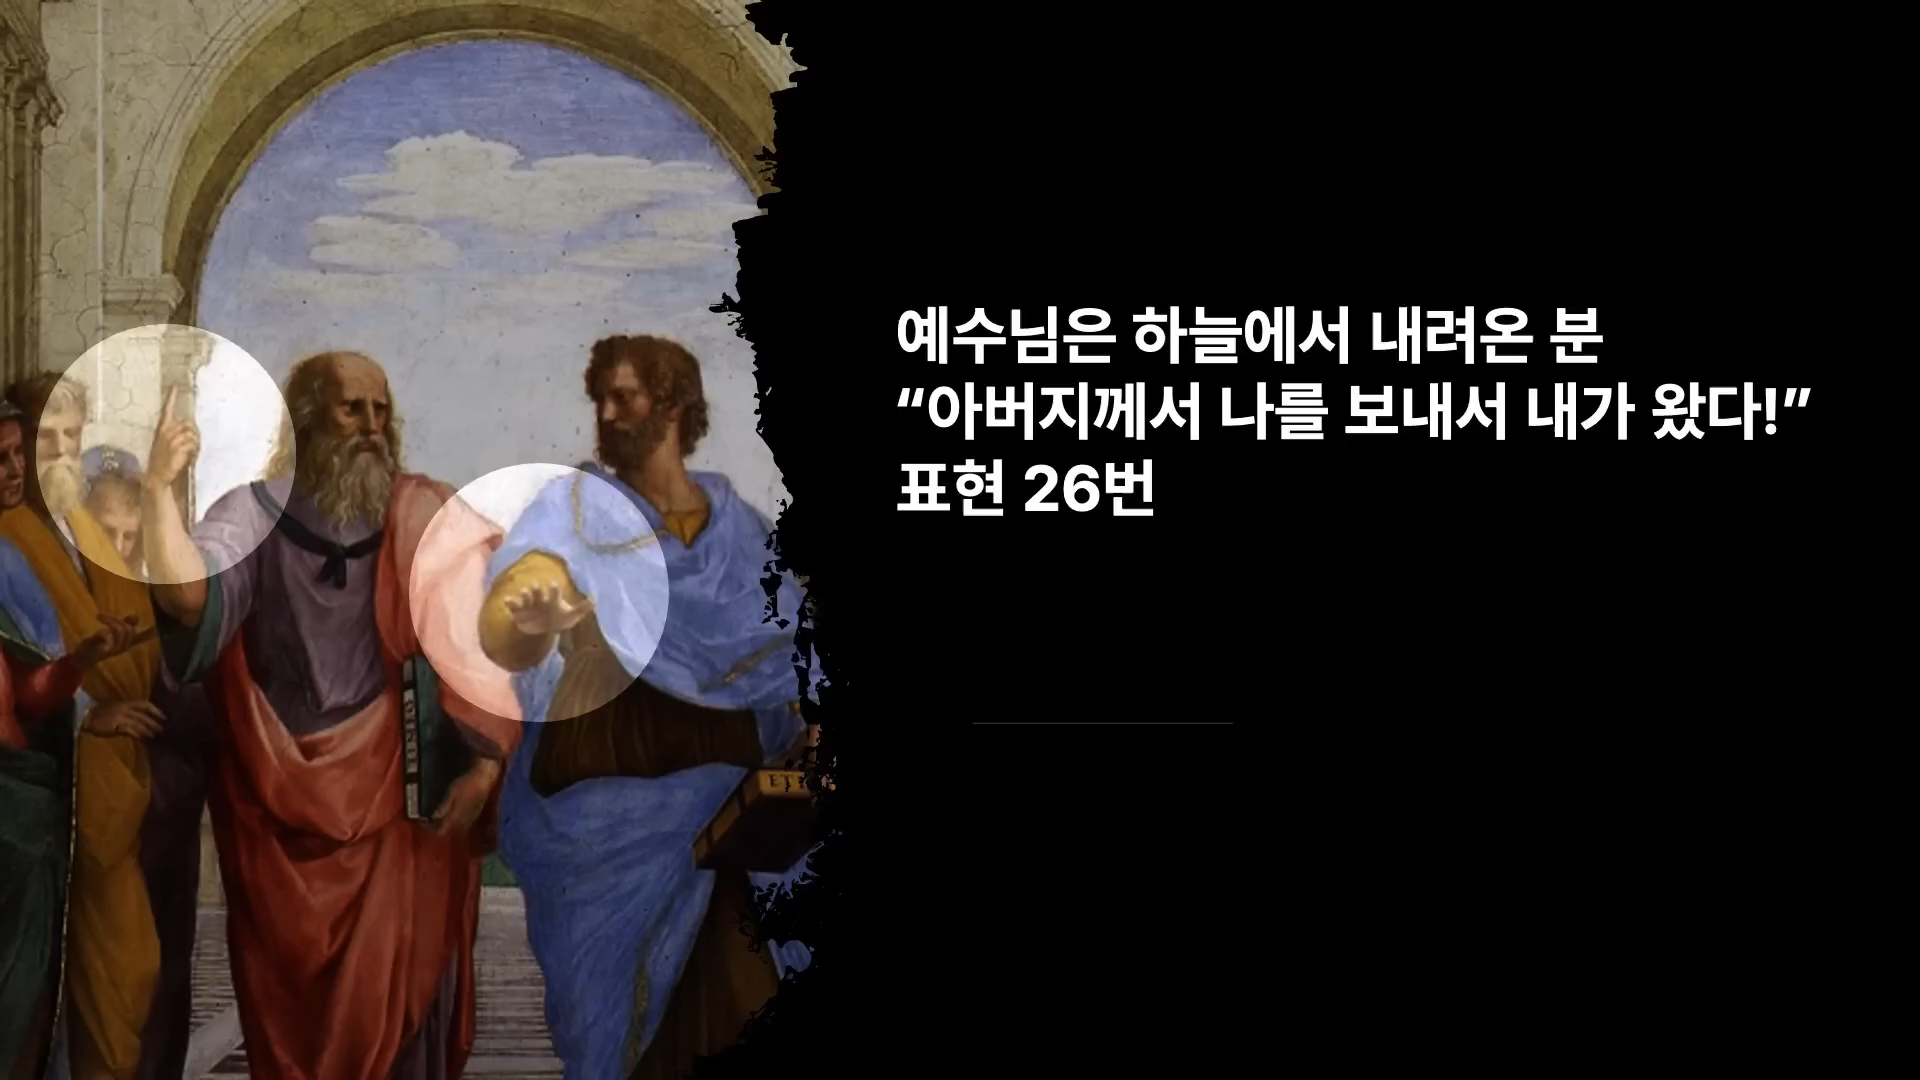 예수님은 하늘에서 내려온 분
“아버지께서 나를 보내서 내가 왔다!”
표현 26번